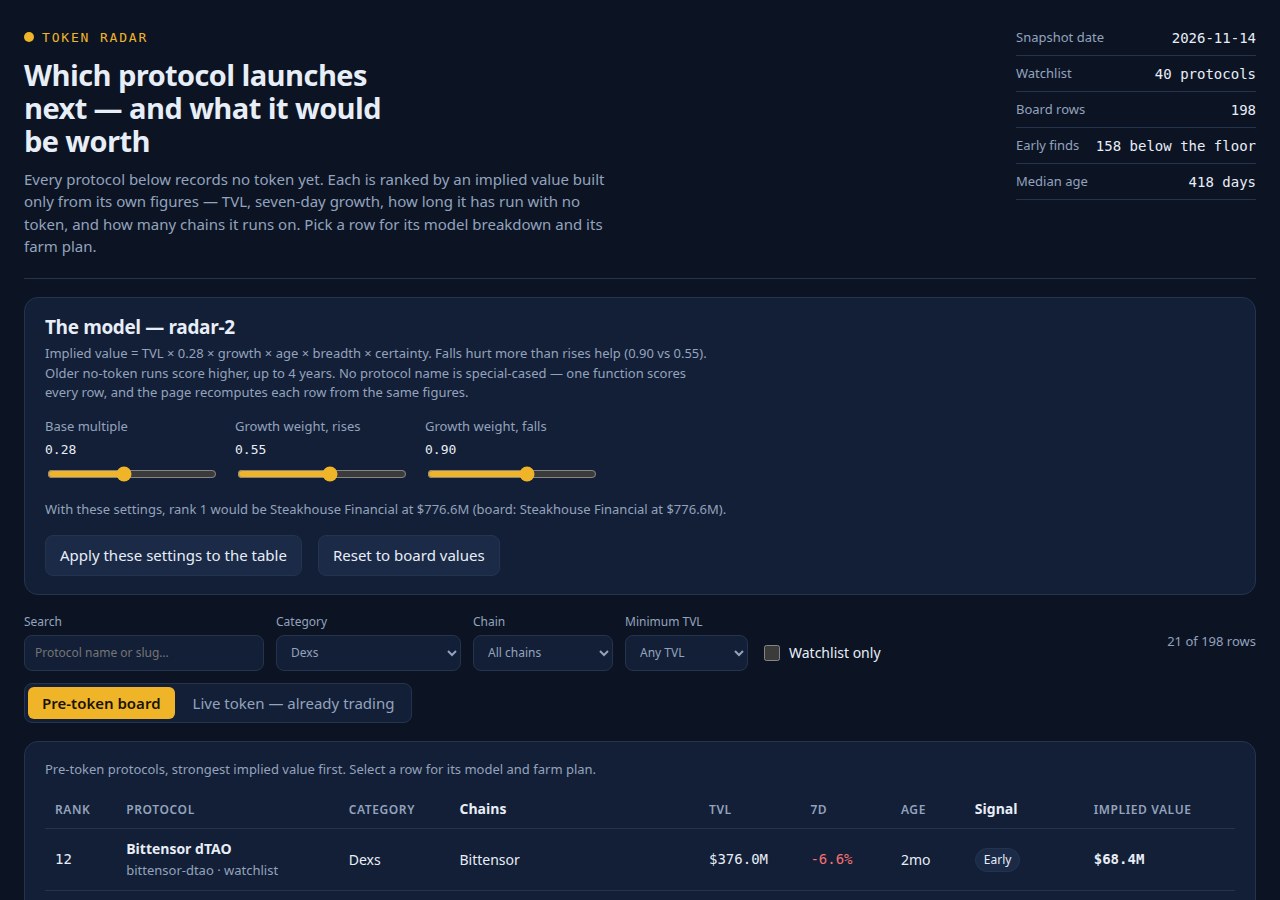 TOKEN RADAR
Which protocol launches
next — and what it would
be worth
Every protocol below records no token yet. Each is ranked by an implied value built
only from its own figures — TVL, seven-day growth, how long it has run with no
token, and how many chains it runs on. Pick a row for its model breakdown and its
farm plan.
Snapshot date 2026-11-14
Watchlist 40 protocols
Board rows 198
Early finds 158 below the floor
Median age 418 days
The model — radar-2
Implied value = TVL × 0.28 × growth × age × breadth × certainty. Falls hurt more than rises help (0.90 vs 0.55).
Older no-token runs score higher, up to 4 years. No protocol name is special-cased — one function scores
every row, and the page recomputes each row from the same figures.
Base multiple Growth weight, rises Growth weight, falls
0.28 0.55 0.90
With these settings, rank 1 would be Steakhouse Financial at $776.6M (board: Steakhouse Financial at $776.6M).
Apply these settings to the table Reset to board values
Search Category Chain Minimum TVL
Protocol name or slug... Dexs All chains Any TVL Watchlist only 21 of 198 rows
Pre-token board Live token — already trading
Pre-token protocols, strongest implied value first. Select a row for its model and farm plan.
RANK PROTOCOL CATEGORY Chains TVL 7D AGE Signal IMPLIED VALUE
12 Bittensor dTAO Dexs Bittensor $376.0M -6.6% 2mo Early $68.4M
bittensor-dtao · watchlist